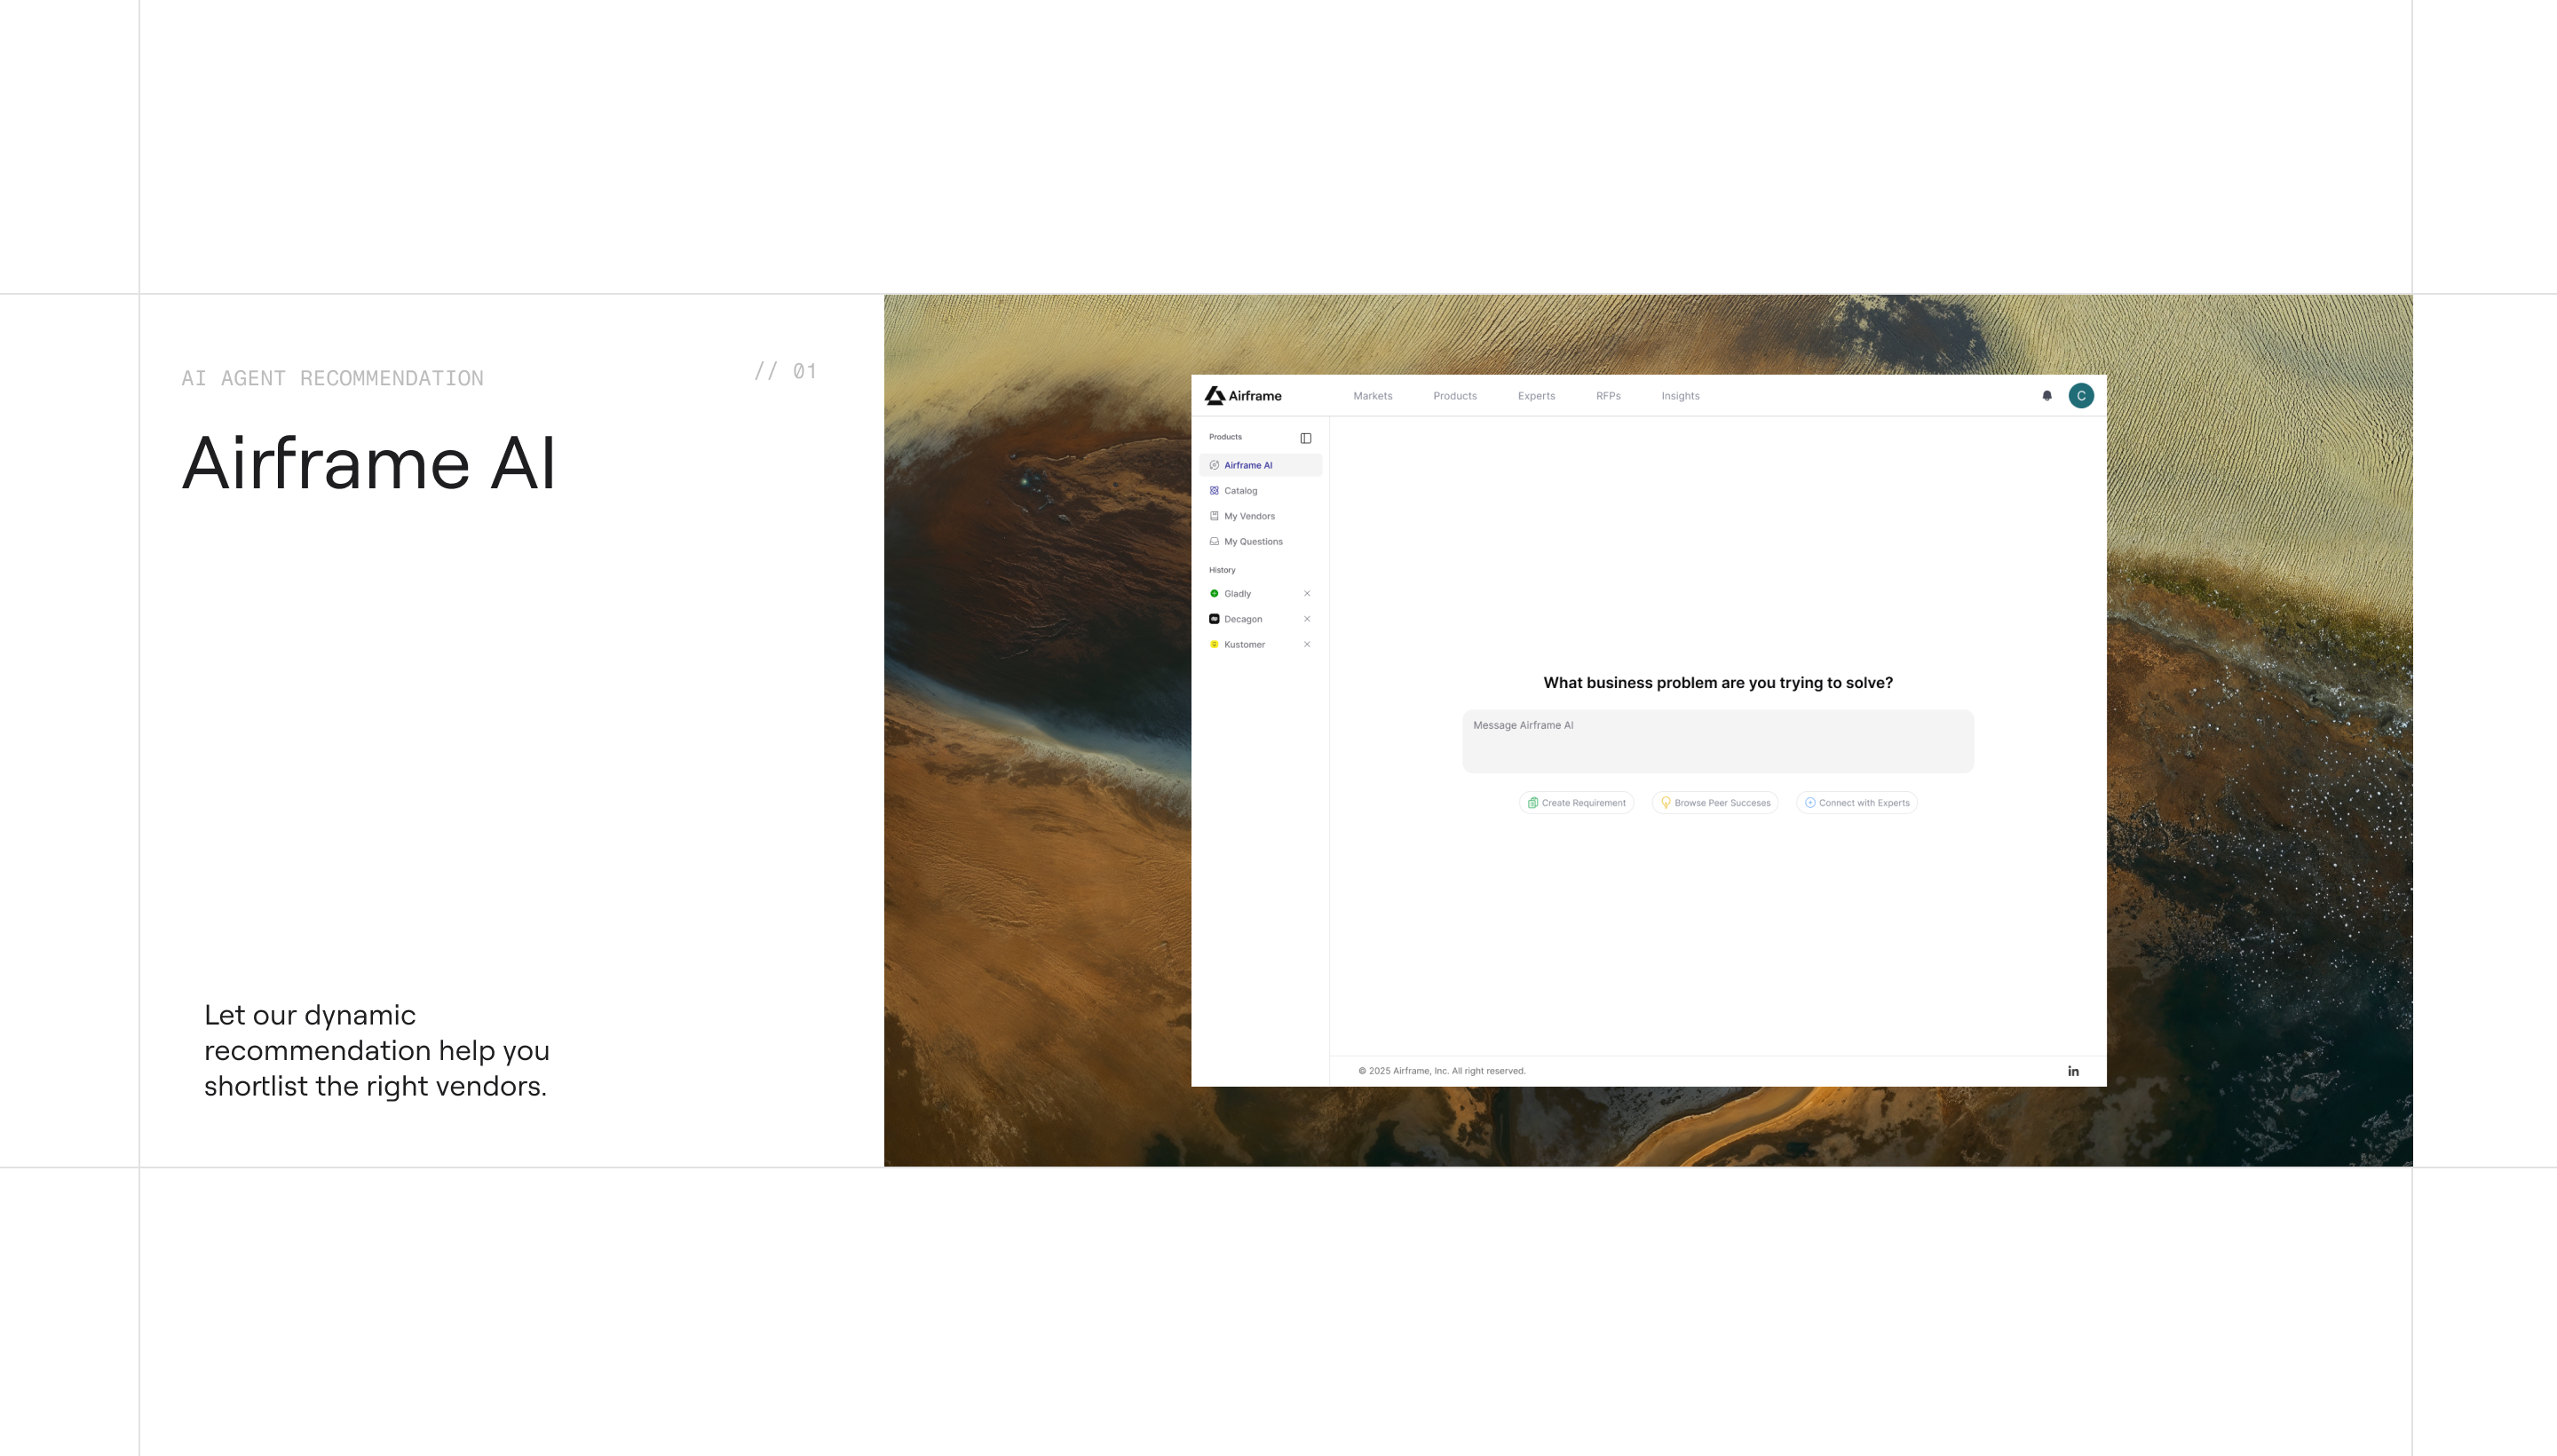 AI AGENT RECOMMENDATION
// 01
Airframe AI
Let our dynamic
recommendation help you
shortlist the right vendors.
Airframe
Markets
Products
Experts
RFPs
Insights
C
Products
Airframe AI
Catalog
My Vendors
My Questions
History
Gladly
Decagon
Kustomer
What business problem are you trying to solve?
Message Airframe AI
Create Requirement
Browse Peer Succeses
Connect with Experts
© 2025 Airframe, Inc. All right reserved.
in